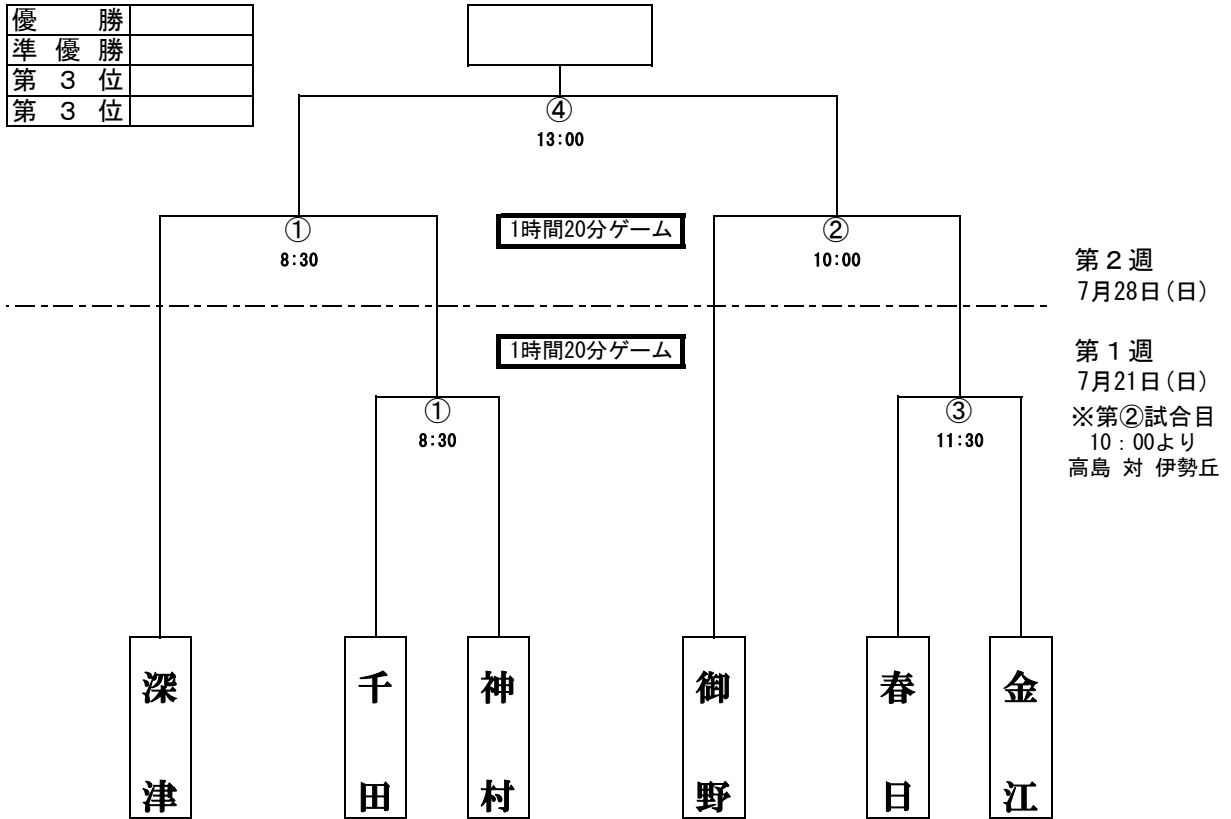 優勝
準優勝
第３位
第３位
④
13:00
①
8:30
1時間20分ゲーム
②
10:00
第２週
7月28日(日)
1時間20分ゲーム
第１週
7月21日(日)
①
8:30
③
11:30
※第②試合目
10：00より
高島 対 伊勢丘
深津
千田
神村
御野
春日
金江